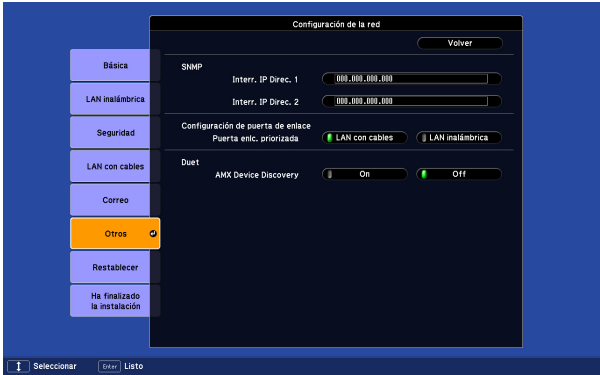 Configuración de la red
Volver
Básica
LAN inalámbrica
Seguridad
LAN con cables
Correo
Otros
Restablecer
Ha finalizado
la instalación
SNMP
Interr. IP Direc. 1 000.000.000.000
Interr. IP Direc. 2 000.000.000.000
Configuración de puerta de enlace
Puerta enlc. priorizada LAN con cables LAN inalámbrica
Duet
AMX Device Discovery On Off
Seleccionar Enter Listo